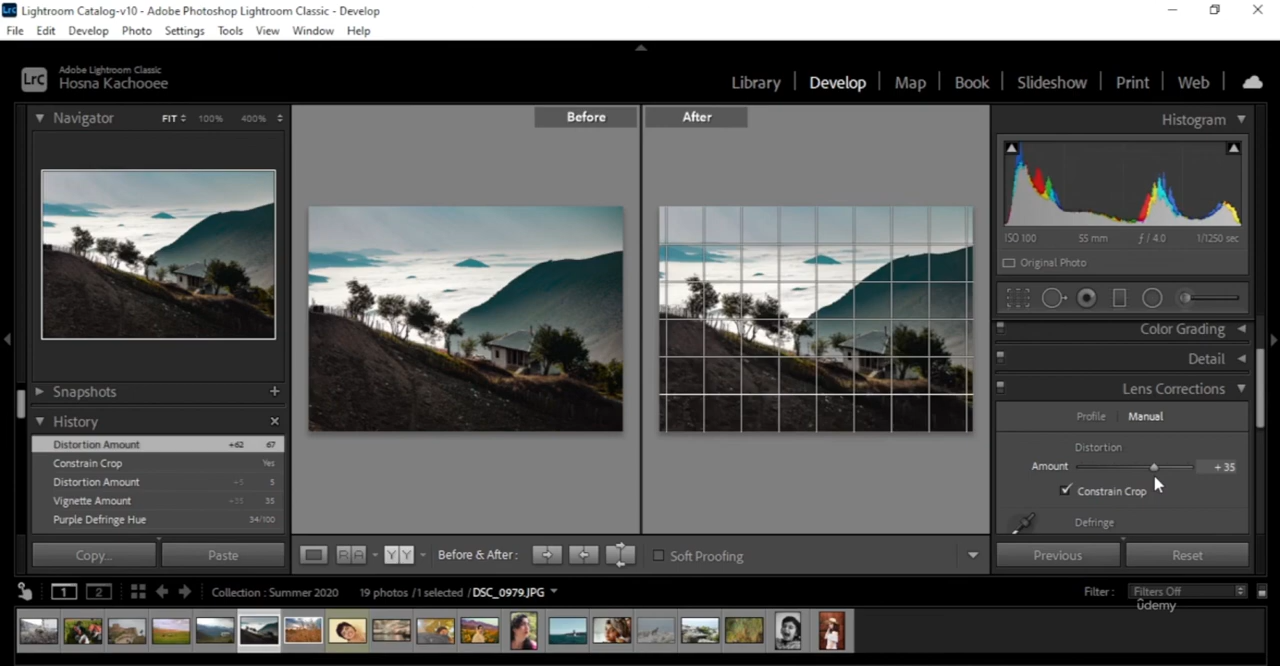 Lightroom Catalog-v10 - Adobe Photoshop Lightroom Classic - Develop
File Edit Develop Photo Settings Tools View Window Help
LrC
Adobe Lightroom Classic
Hosna Kachooee
Library Develop Map Book Slideshow Print Web
Navigator FIT 100% 400%
Before
After
Histogram
ISO 100 55 mm ƒ / 4.0 1/1250 sec
Original Photo
Color Grading
Detail
Lens Corrections
Profile Manual
Distortion
Amount + 35
Constrain Crop
Defringe
Snapshots
History
Distortion Amount +62 67
Constrain Crop Yes
Distortion Amount +5 5
Vignette Amount +35 35
Purple Defringe Hue 34/100
Copy... Paste
R A Y Y Before & After : Soft Proofing
Previous Reset
1 2 Collection : Summer 2020 19 photos / 1 selected / DSC_0979.JPG
Filter : Filters Off
ûdemy